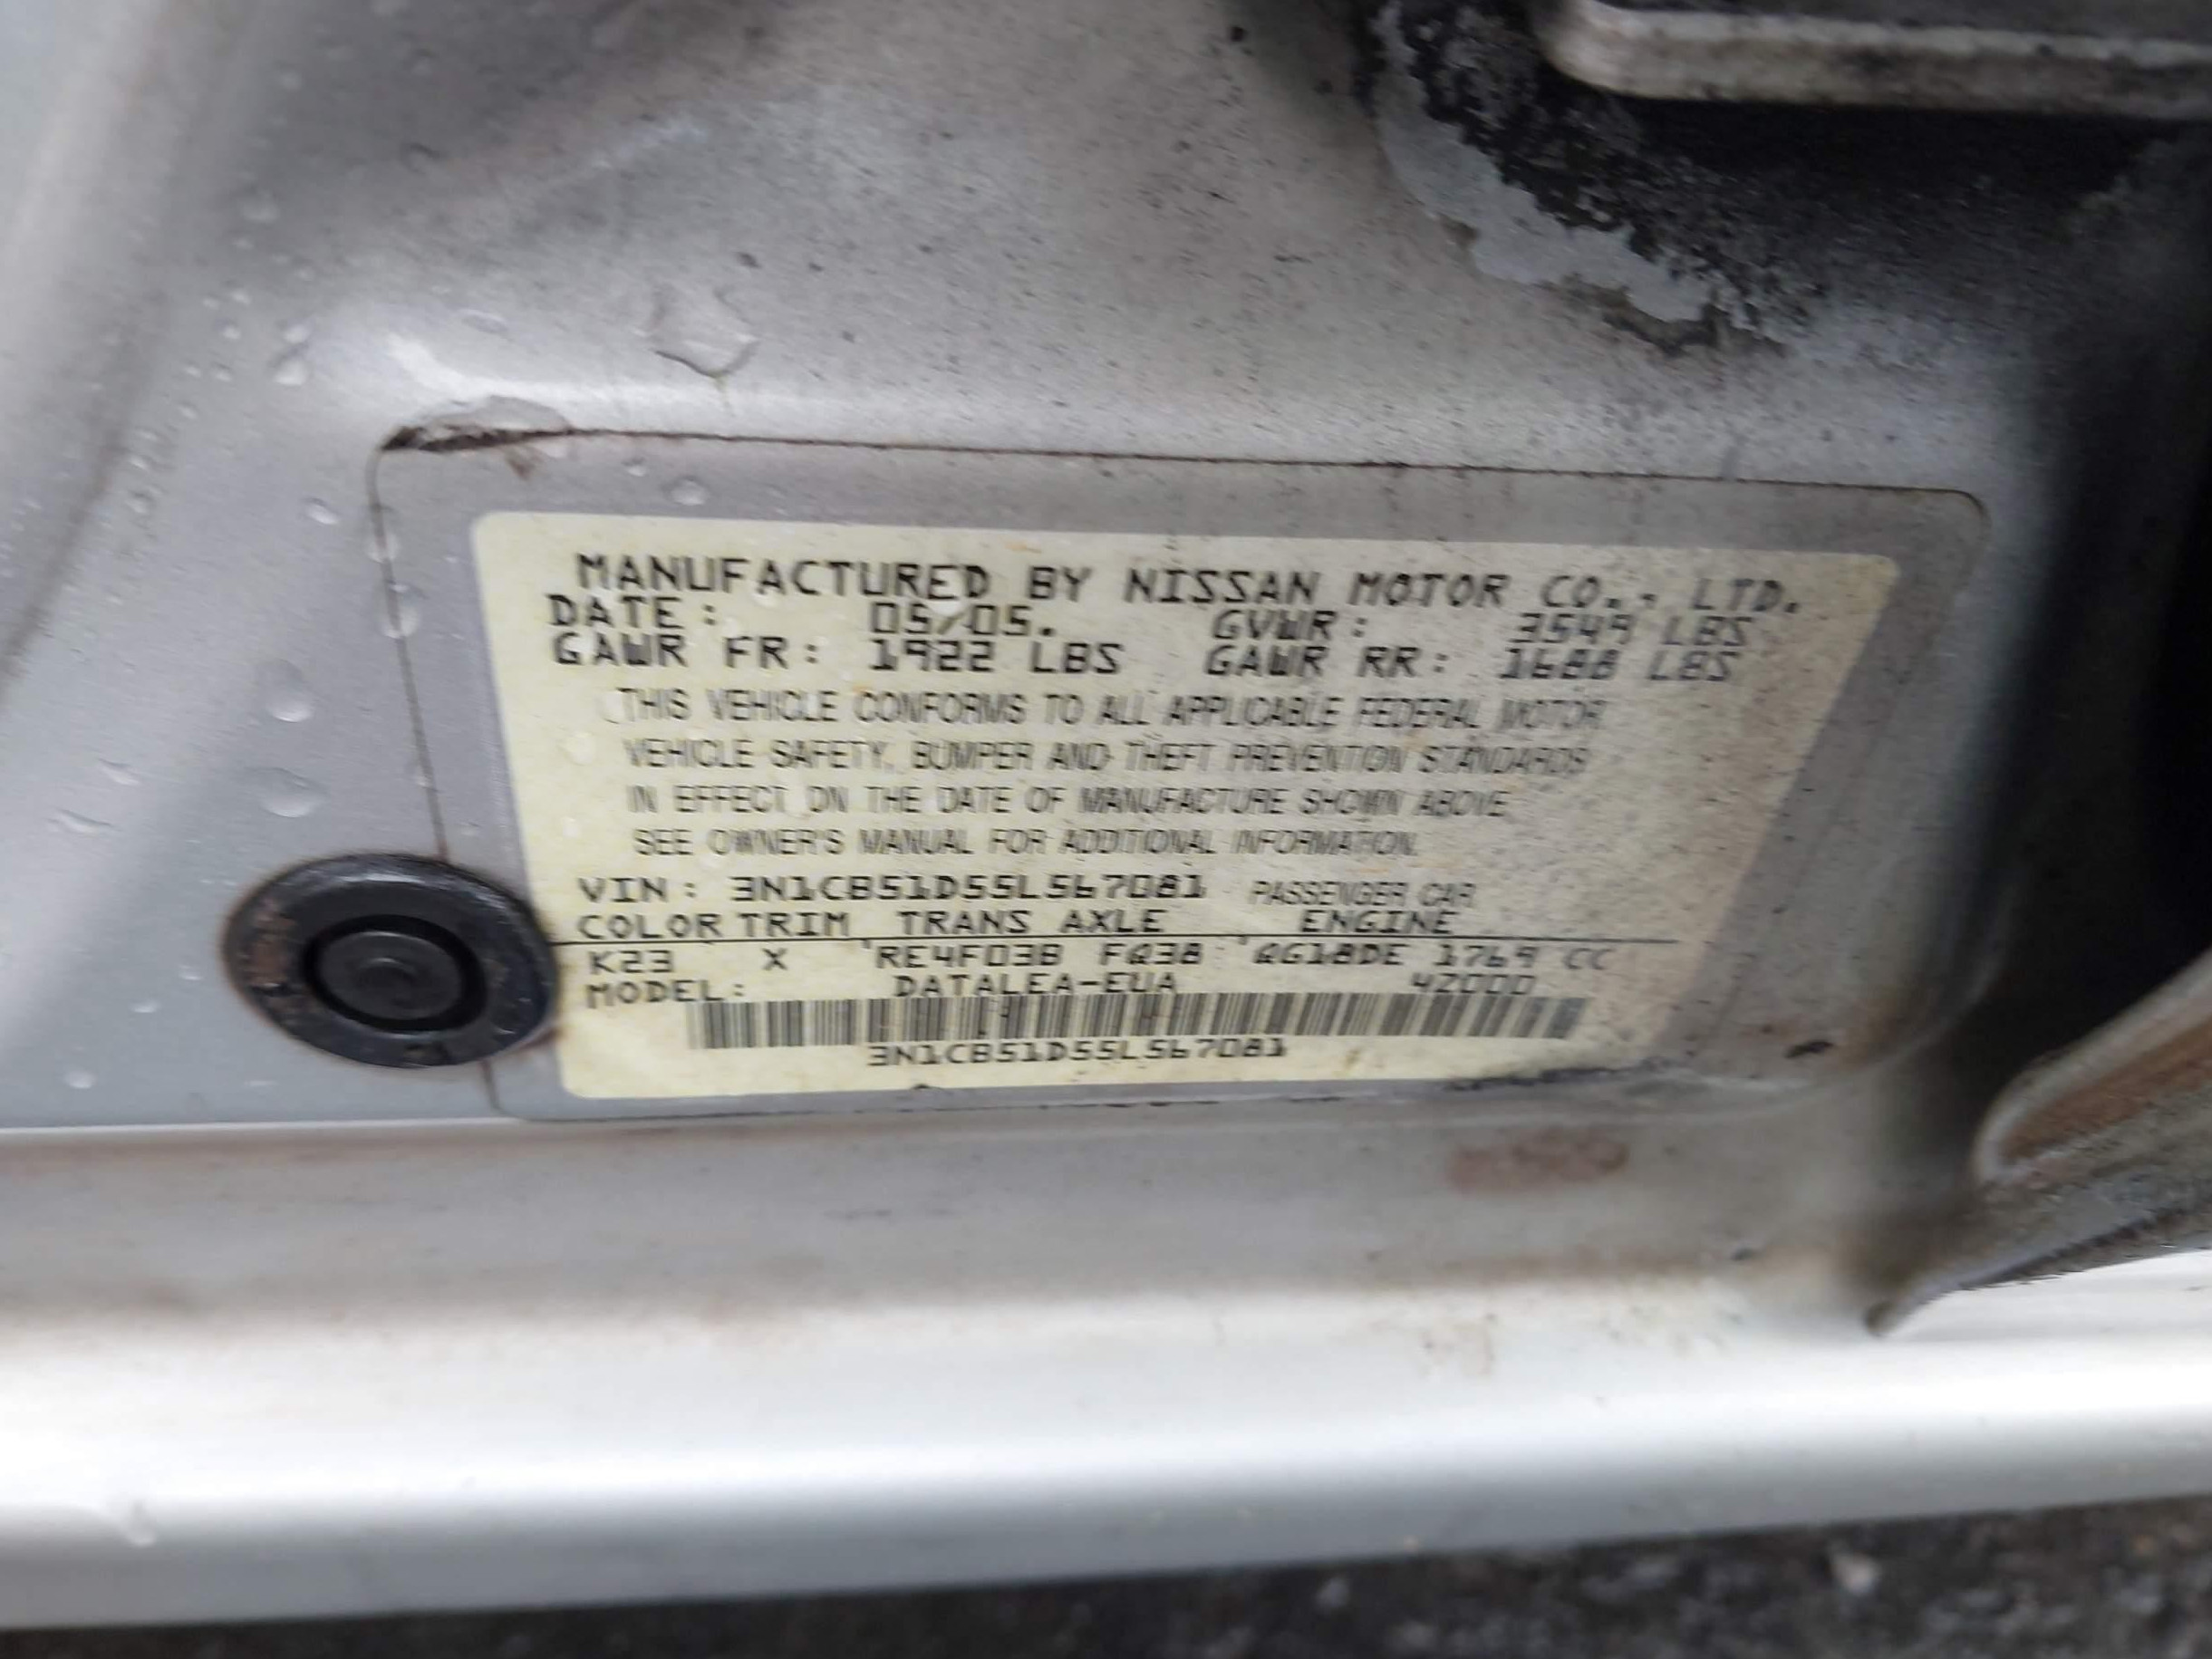 MANUFACTURED BY NISSAN MOTOR CO., LTD.
DATE: 05/05. GVWR: 3549 LBS
GAWR FR: 1922 LBS GAWR RR: 1688 LBS
THIS VEHICLE CONFORMS TO ALL APPLICABLE FEDERAL MOTOR
VEHICLE SAFETY, BUMPER AND THEFT PREVENTION STANDARDS
IN EFFECT ON THE DATE OF MANUFACTURE SHOWN ABOVE.
SEE OWNER'S MANUAL FOR ADDITIONAL INFORMATION.
VIN: 3N1CB51D55L567081 PASSENGER CAR
COLOR TRIM TRANS AXLE ENGINE
K23 X RE4F03B FQ38 QG18DE 1769 CC
MODEL: DATALEA-EUA 4Z000
3N1CB51D55L567081